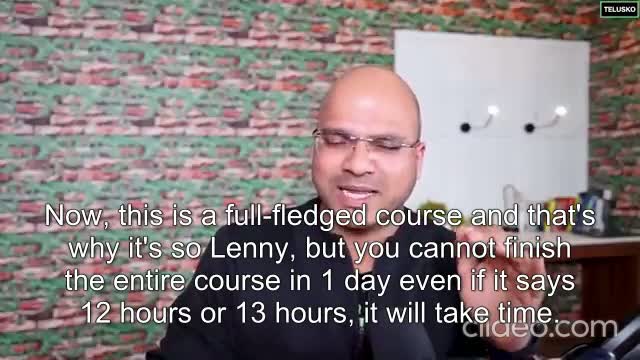 TELUSKO
Now, this is a full-fledged course and that's
why it's so Lenny, but you cannot finish
the entire course in 1 day even if it says
12 hours or 13 hours, it will take time.
clideo.com